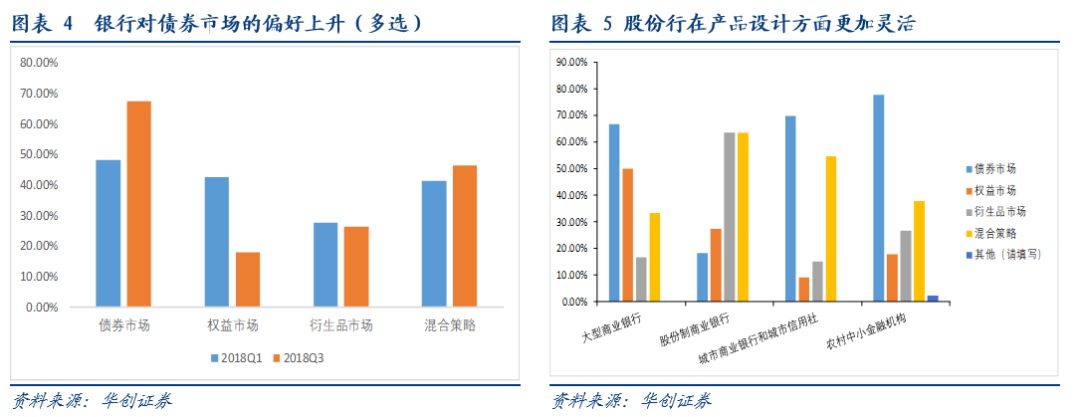 图表 4 银行对债券市场的偏好上升（多选）
80.00%
70.00%
60.00%
50.00%
40.00%
30.00%
20.00%
10.00%
0.00%
债券市场 权益市场 衍生品市场 混合策略
2018Q1 2018Q3
资料来源：华创证券
图表 5 股份行在产品设计方面更加灵活
90.00%
80.00%
70.00%
60.00%
50.00%
40.00%
30.00%
20.00%
10.00%
0.00%
债券市场
权益市场
衍生品市场
混合策略
其他（请填写）
大型商业银行
股份制商业银行
城市商业银行和城市信用社
农村中小金融机构
资料来源：华创证券